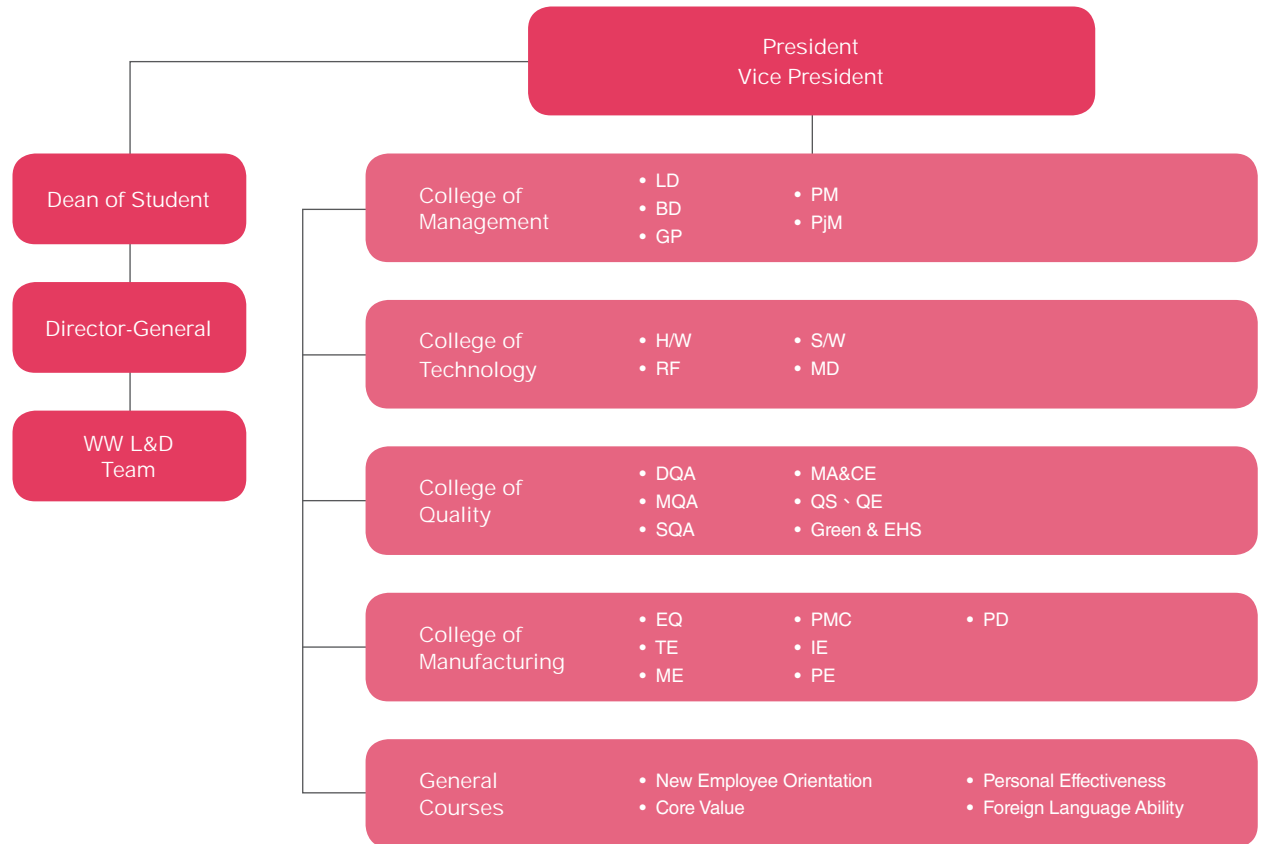 President
Vice President
Dean of Student
Director-General
WW L&D
Team
College of
Management
• LD
• BD
• GP
• PM
• PjM
College of
Technology
• H/W
• RF
• S/W
• MD
College of
Quality
• DQA
• MQA
• SQA
• MA&CE
• QS、QE
• Green & EHS
College of
Manufacturing
• EQ
• TE
• ME
• PMC
• IE
• PE
• PD
General
Courses
• New Employee Orientation
• Core Value
• Personal Effectiveness
• Foreign Language Ability